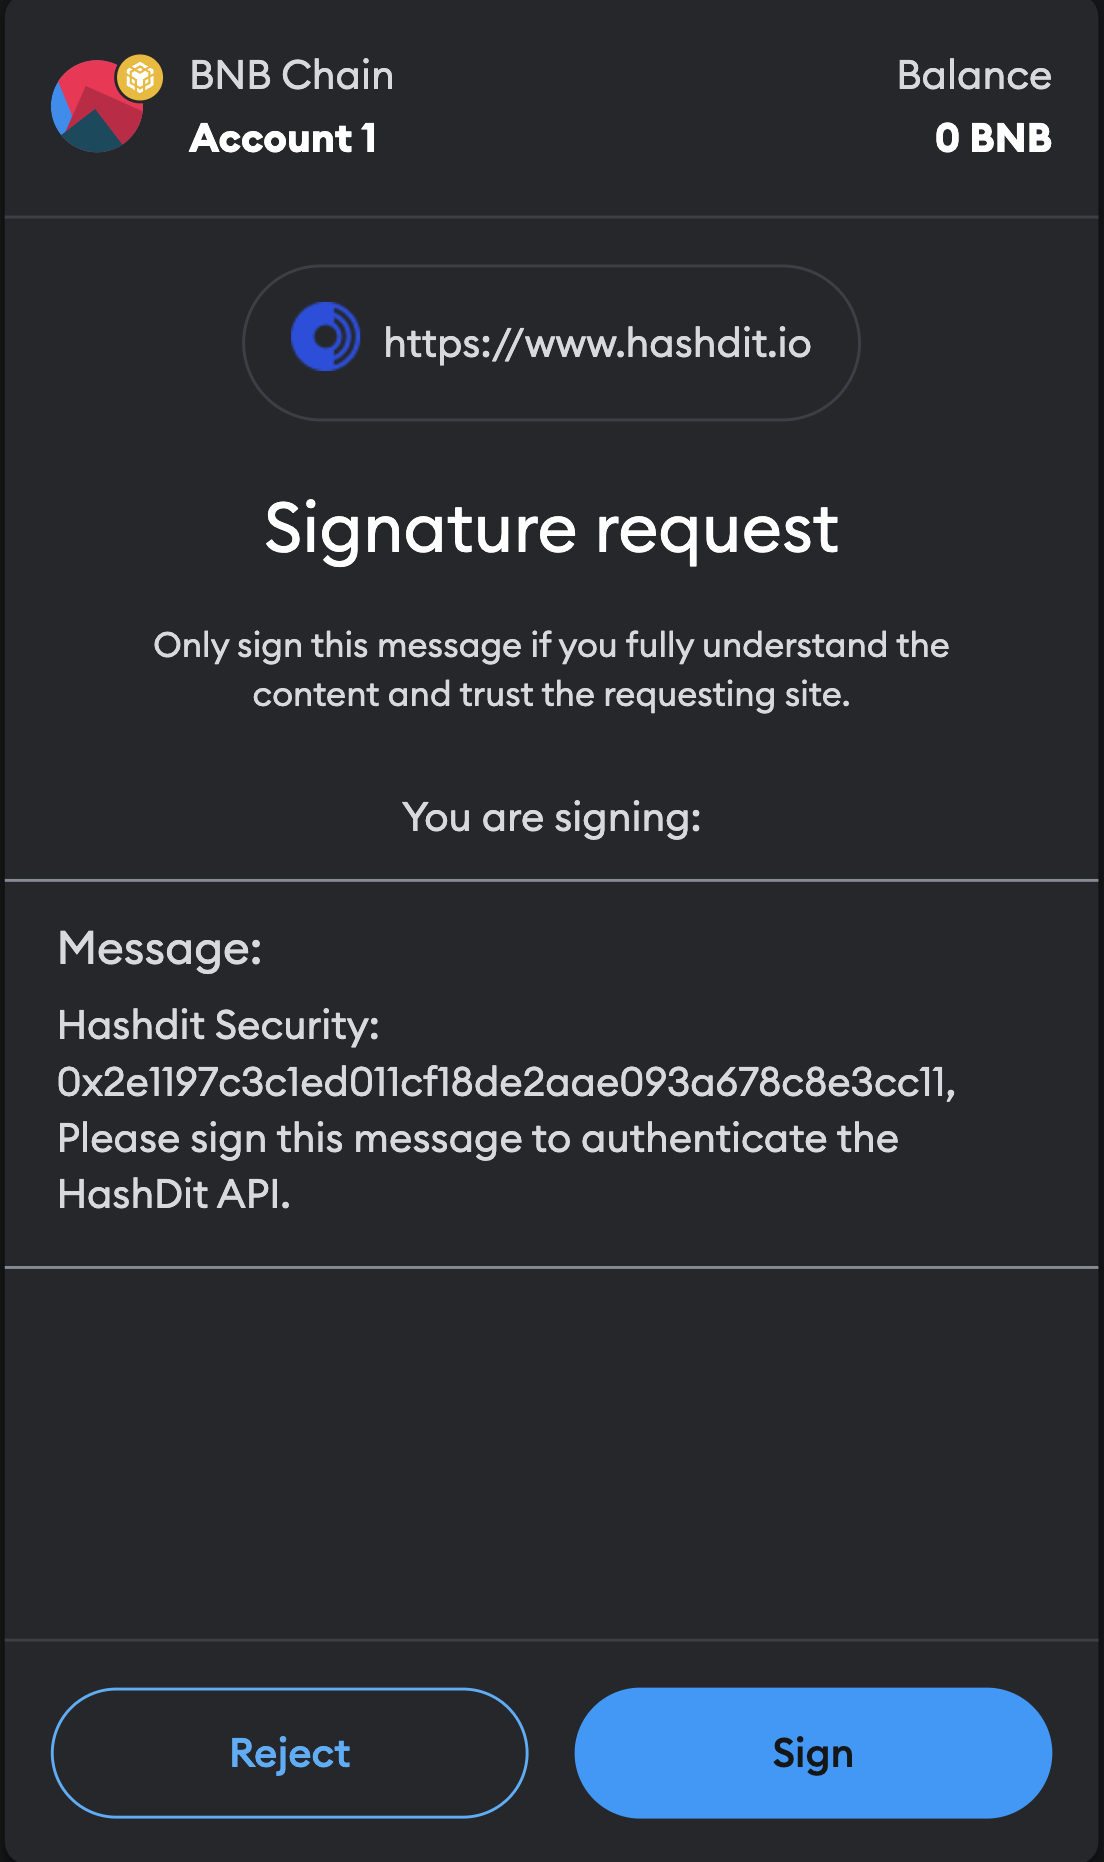 BNB Chain
Balance
Account 1
0 BNB
https://www.hashdit.io
Signature request
Only sign this message if you fully understand the
content and trust the requesting site.
You are signing:
Message:
Hashdit Security:
0x2e1197c3c1ed011cf18de2aae093a678c8e3cc11,
Please sign this message to authenticate the
HashDit API.
Reject
Sign